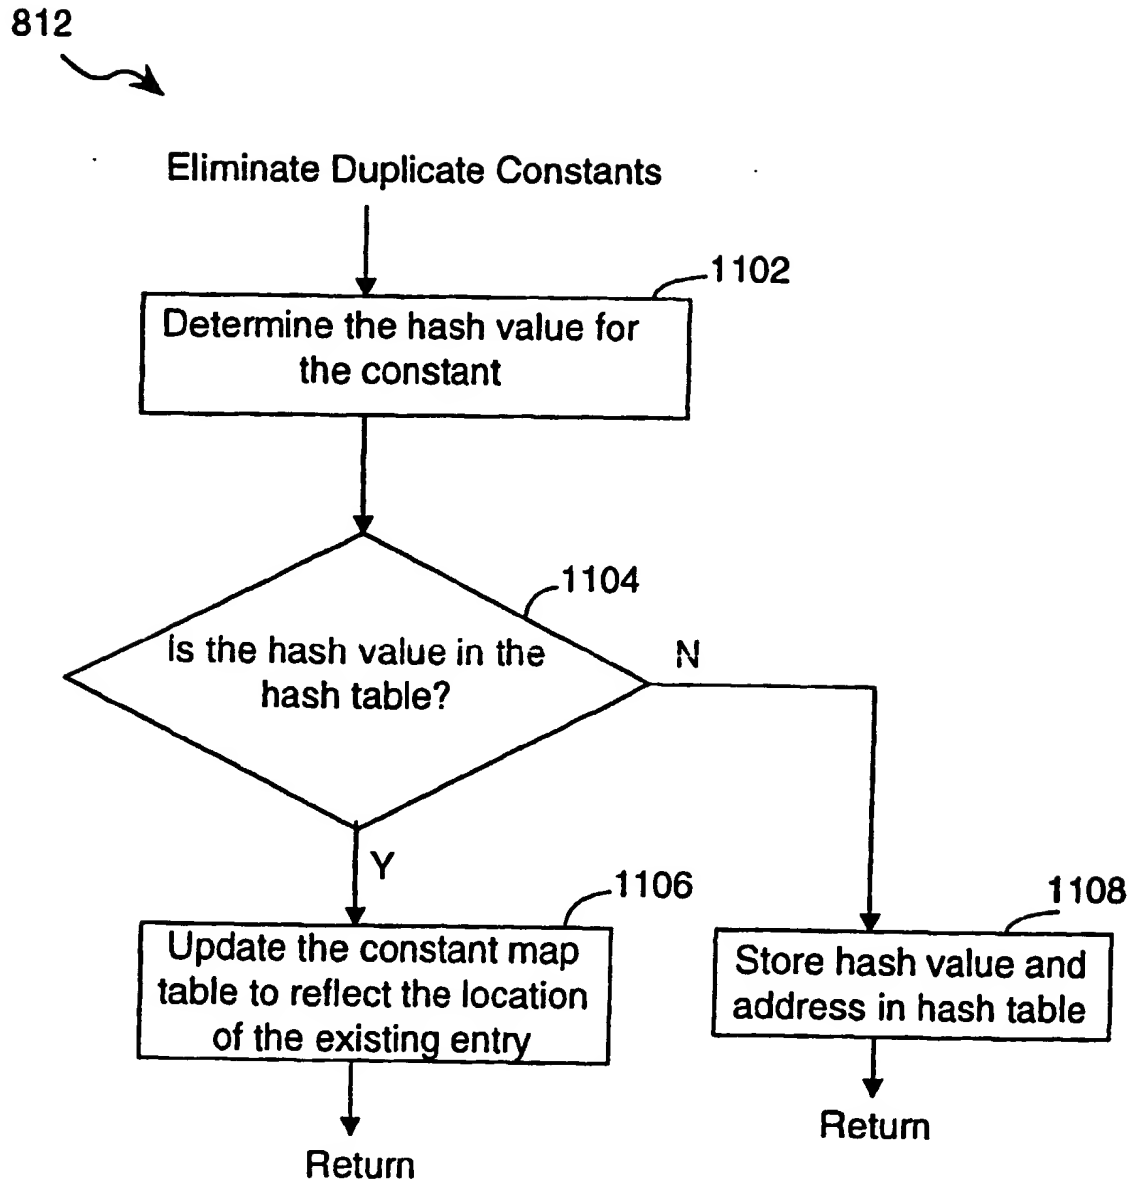 812
Eliminate Duplicate Constants
1102
Determine the hash value for
the constant
1104
Is the hash value in the
hash table?
N
Y
1106
1108
Update the constant map
table to reflect the location
of the existing entry
Store hash value and
address in hash table
Return
Return